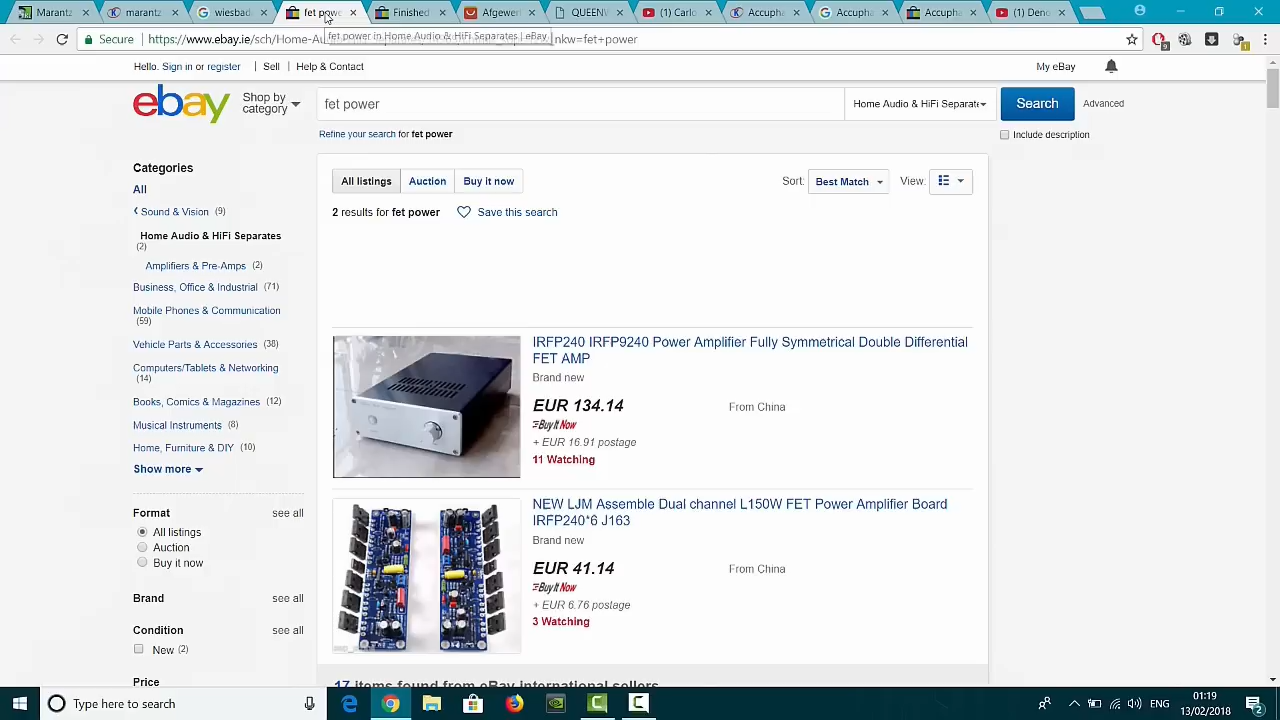 Marantz
marantz
wiesbad
fet powe
Finished
Afgewer
QUEENW
Carlo
Accupha
Accupha
Accupha
(1) Deno
Secure
https://www.ebay.ie/sch/Home-Au
nkw=fet+power
fet power in Home Audio & HiFi Separates | eBay
Hello. Sign in or register
Sell
Help & Contact
My eBay
ebay
Shop by category
fet power
Home Audio & HiFi Separate
Search
Advanced
Refine your search for fet power
Include description
Categories
All
Sound & Vision (9)
Home Audio & HiFi Separates
(2)
Amplifiers & Pre-Amps (2)
Business, Office & Industrial (71)
Mobile Phones & Communication
(59)
Vehicle Parts & Accessories (38)
Computers/Tablets & Networking
(14)
Books, Comics & Magazines (12)
Musical Instruments (8)
Home, Furniture & DIY (10)
Show more
Format
see all
All listings
Auction
Buy it now
Brand
see all
Condition
see all
New (2)
Price
All listings
Auction
Buy it now
Sort:
Best Match
View:
2 results for fet power
Save this search
IRFP240 IRFP9240 Power Amplifier Fully Symmetrical Double Differential
FET AMP
Brand new
EUR 134.14
From China
Buy It Now
+ EUR 16.91 postage
11 Watching
NEW LJM Assemble Dual channel L150W FET Power Amplifier Board
IRFP240*6 J163
Brand new
EUR 41.14
From China
Buy It Now
+ EUR 6.76 postage
3 Watching
17 items found from eBay international sellers
Type here to search
ENG
01:19
13/02/2018